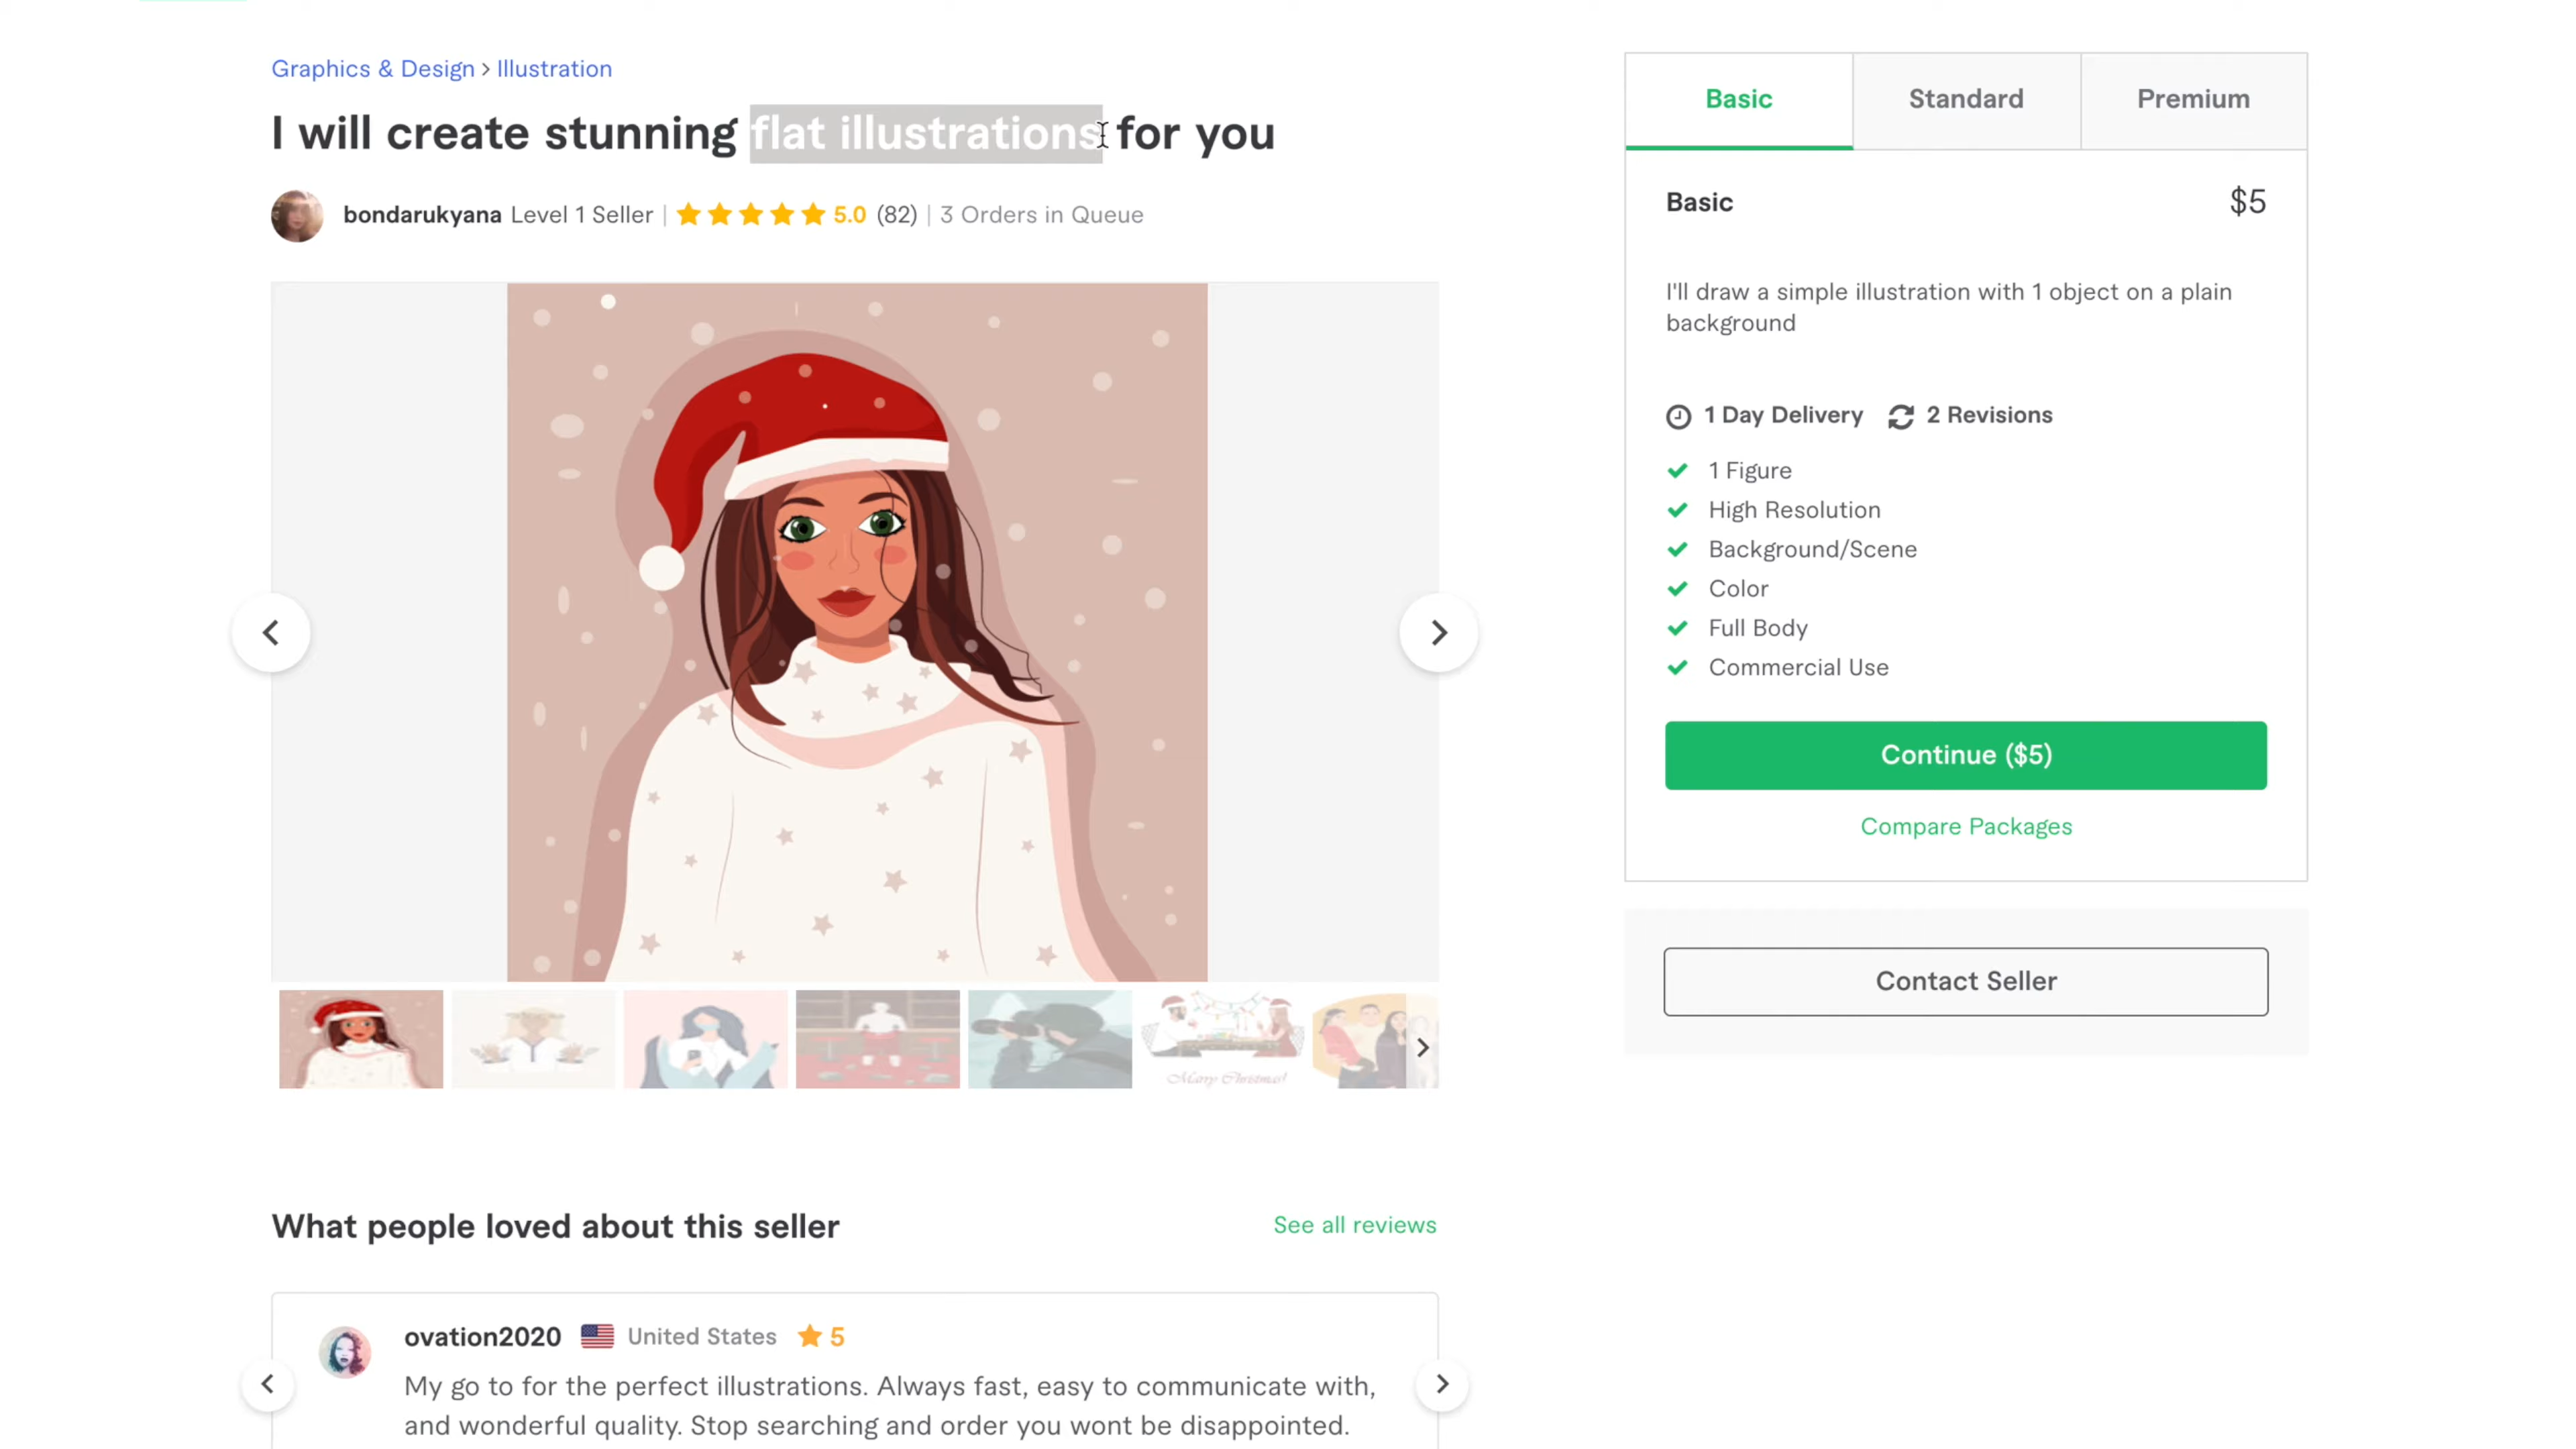 Graphics & Design > Illustration
I will create stunning flat illustrations for you
bondarukyana Level 1 Seller | 5.0 (82) | 3 Orders in Queue
Marry Christmas!
What people loved about this seller
See all reviews
ovation2020 United States 5
My go to for the perfect illustrations. Always fast, easy to communicate with,
and wonderful quality. Stop searching and order you wont be disappointed.
Basic Standard Premium
Basic $5
I'll draw a simple illustration with 1 object on a plain
background
1 Day Delivery 2 Revisions
1 Figure
High Resolution
Background/Scene
Color
Full Body
Commercial Use
Continue ($5)
Compare Packages
Contact Seller